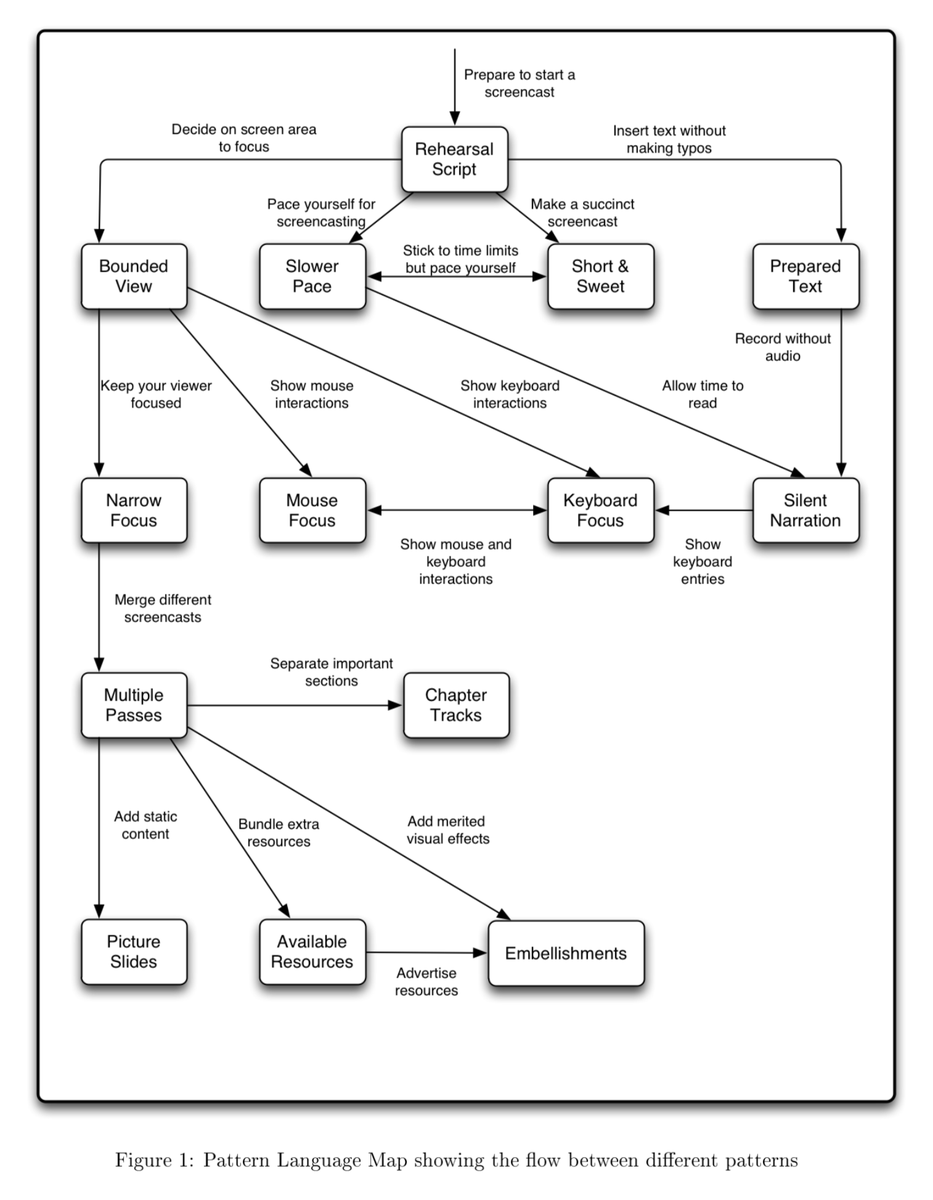 Prepare to start a
screencast
Decide on screen area
to focus
Insert text without
making typos
Rehearsal
Script
Pace yourself for
screencasting
Make a succinct
screencast
Stick to time limits
but pace yourself
Bounded
View
Slower
Pace
Short &
Sweet
Prepared
Text
Record without
audio
Keep your viewer
focused
Show mouse
interactions
Show keyboard
interactions
Allow time to
read
Narrow
Focus
Mouse
Focus
Keyboard
Focus
Silent
Narration
Show mouse and
keyboard
interactions
Show
keyboard
entries
Merge different
screencasts
Separate important
sections
Multiple
Passes
Chapter
Tracks
Add static
content
Bundle extra
resources
Add merited
visual effects
Picture
Slides
Available
Resources
Embellishments
Advertise
resources
Figure 1: Pattern Language Map showing the flow between different patterns